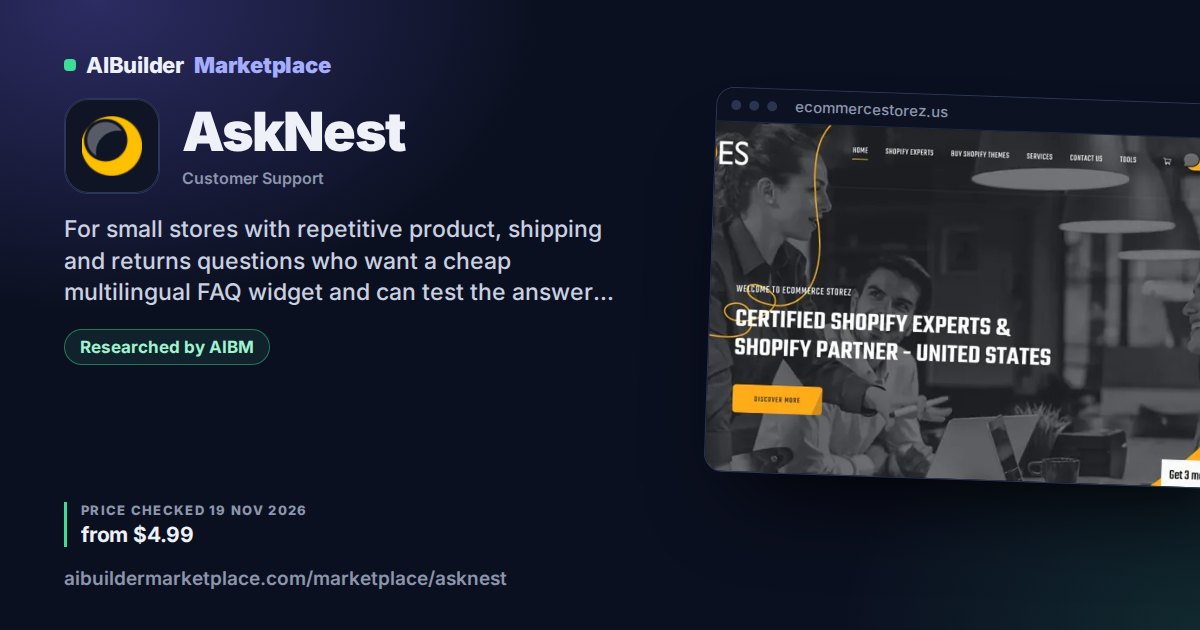 AIBuilder Marketplace
AskNest
Customer Support
For small stores with repetitive product, shipping
and returns questions who want a cheap
multilingual FAQ widget and can test the answer...
Researched by AIBM
PRICE CHECKED 19 NOV 2026
from $4.99
aibuildermarketplace.com/marketplace/asknest
ecommercestorez.us
ES
HOME SHOPIFY EXPERTS BUY SHOPIFY THEMES SERVICES CONTACT US TOOLS
WELCOME TO ECOMMERCE STOREZ
CERTIFIED SHOPIFY EXPERTS &
SHOPIFY PARTNER - UNITED STATES
DISCOVER MORE
Get 3 m